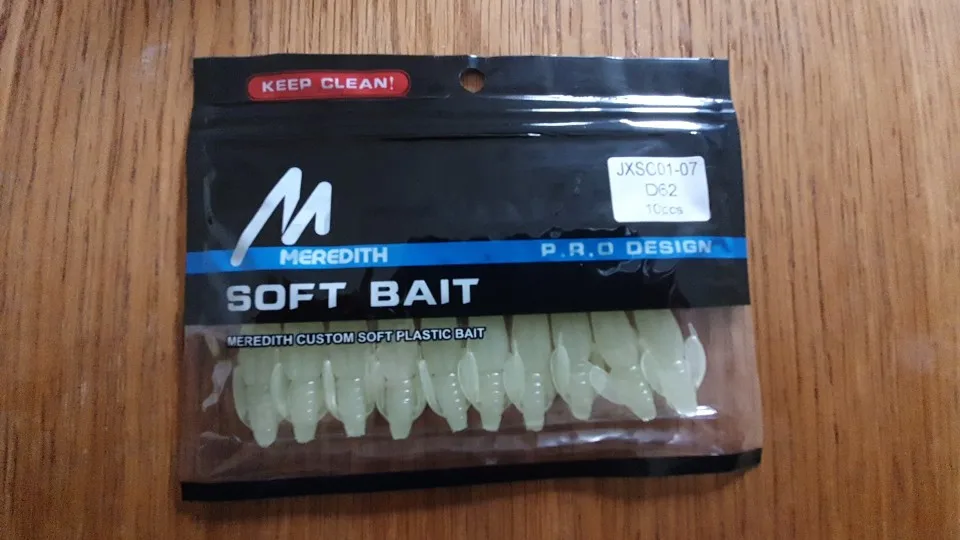 KEEP CLEAN!
JXSC01-07
D62
10pcs
MEREDITH
P.R.O DESIGN
SOFT BAIT
MEREDITH CUSTOM SOFT PLASTIC BAIT